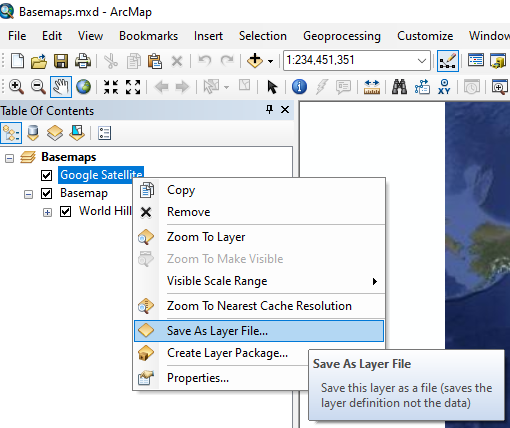 Basemaps.mxd - ArcMap
File Edit View Bookmarks Insert Selection Geoprocessing Customize Windows
1:234,451,351
XY
Table Of Contents
Basemaps
Google Satellite
Basemap
World Hill
Copy
Remove
Zoom To Layer
Zoom To Make Visible
Visible Scale Range
Zoom To Nearest Cache Resolution
Save As Layer File...
Create Layer Package...
Properties...
Save As Layer File
Save this layer as a file (saves the
layer definition not the data)